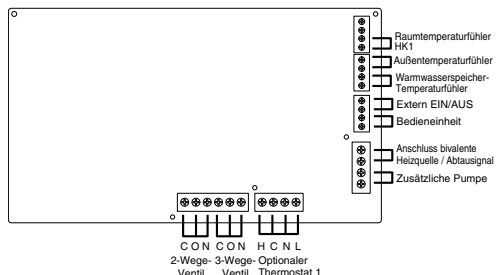 Raumtemperaturfühler
HK1
Außentemperaturfühler
Warmwasserspeicher-
Temperaturfühler
Extern EIN/AUS
Bedieneinheit
Anschluss bivalente
Heizquelle / Abtausignal
Zusätzliche Pumpe
C O N C O N H C N L
2-Wege- 3-Wege- Optionaler
Ventil Ventil Thermostat 1